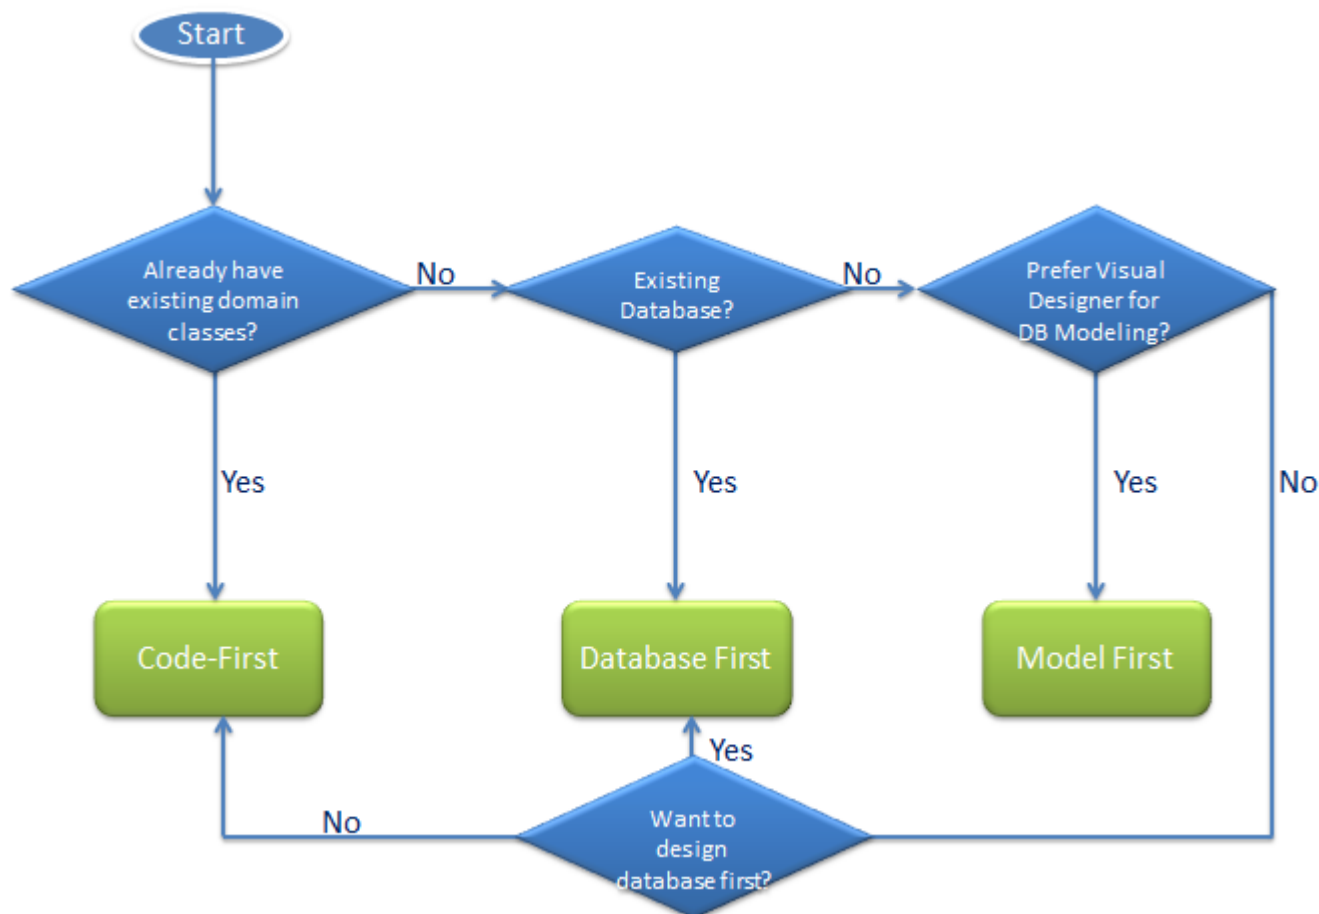 Start
Already have
existing domain
classes?
No
Existing
Database?
No
Prefer Visual
Designer for
DB Modeling?
Yes
Yes
Yes
No
Code-First
Database First
Model First
Yes
No
Want to
design
database first?